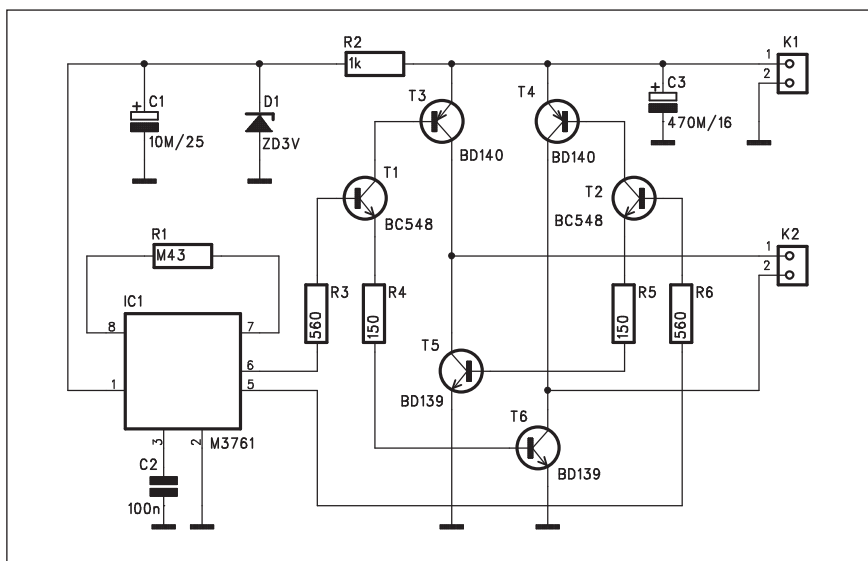 K1
R2
1k
1
2
C1
10M/25
D1
ZD3V
T3
BD140
T4
BD140
C3
470M/16
T1
BC548
T2
BC548
R1
M43
K2
1
2
IC1
8
7
R3
560
R4
150
R5
150
R6
560
6
5
1
T5
BD139
T6
BD139
3
2
M3761
C2
100n
+
+